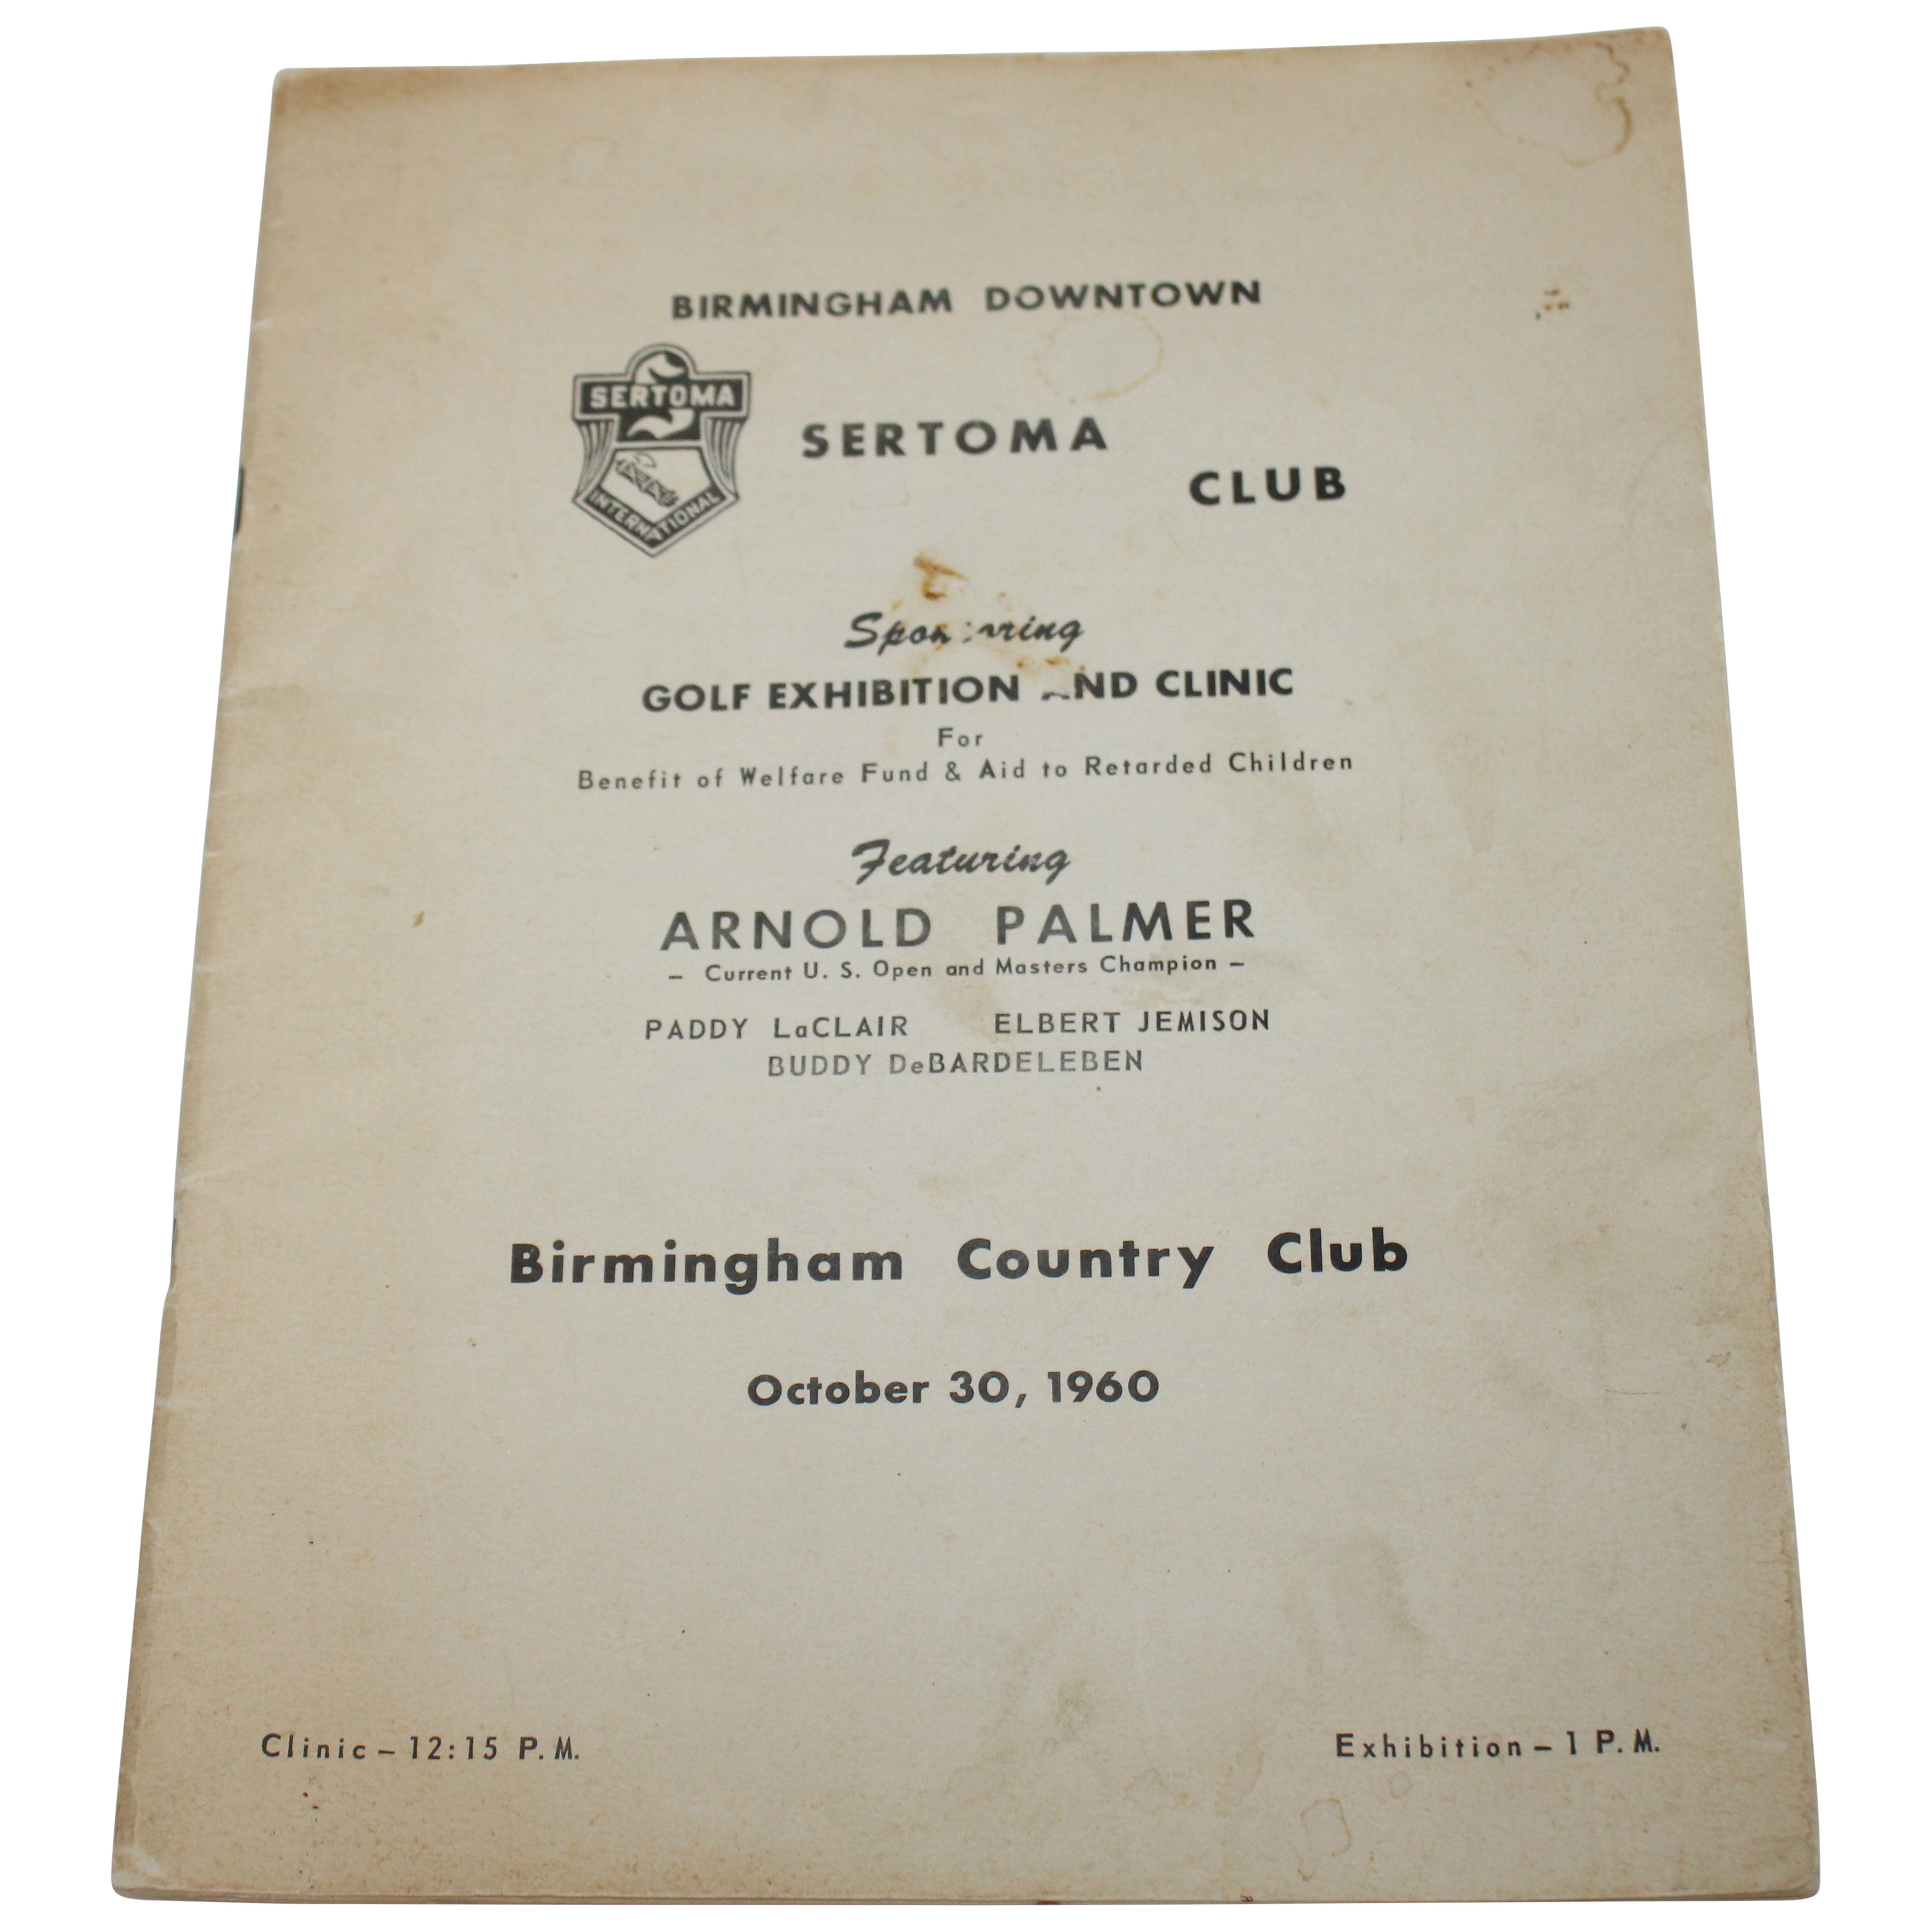 BIRMINGHAM DOWNTOWN
SERTOMA
INTERNATIONAL
SERTOMA
CLUB
GOLF EXHIBITION CLINIC
For
Benefit of Welfare Fund & Aid to Retarded Children
Featuring
ARNOLD PALMER
– Current U. S. Open and Masters Champion –
PADDY LaCLAIR ELBERT JEMISON
BUDDY DeBARDELEBEN
Birmingham Country Club
October 30, 1960
Clinic – 12:15 P. M. Exhibition – 1 P. M.